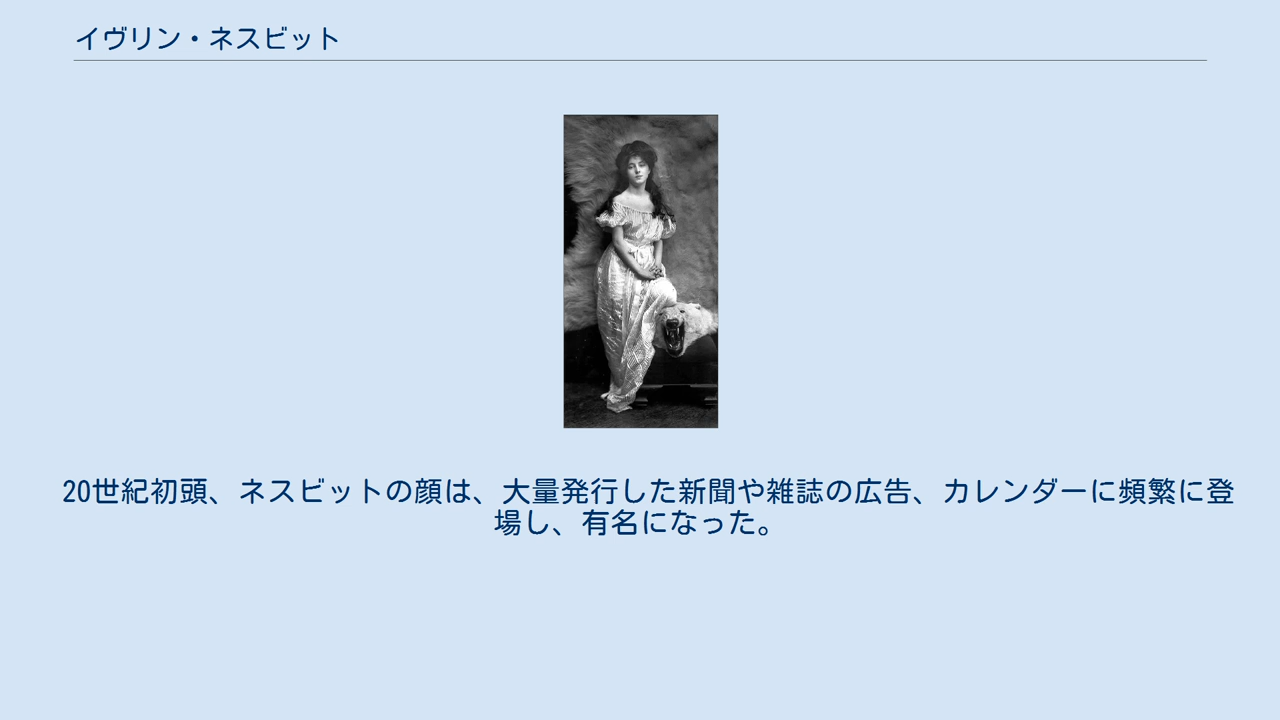 イヴリン・ネスビット
20世紀初頭、ネスビットの顔は、大量発行した新聞や雑誌の広告、カレンダーに頻繁に登
場し、有名になった。